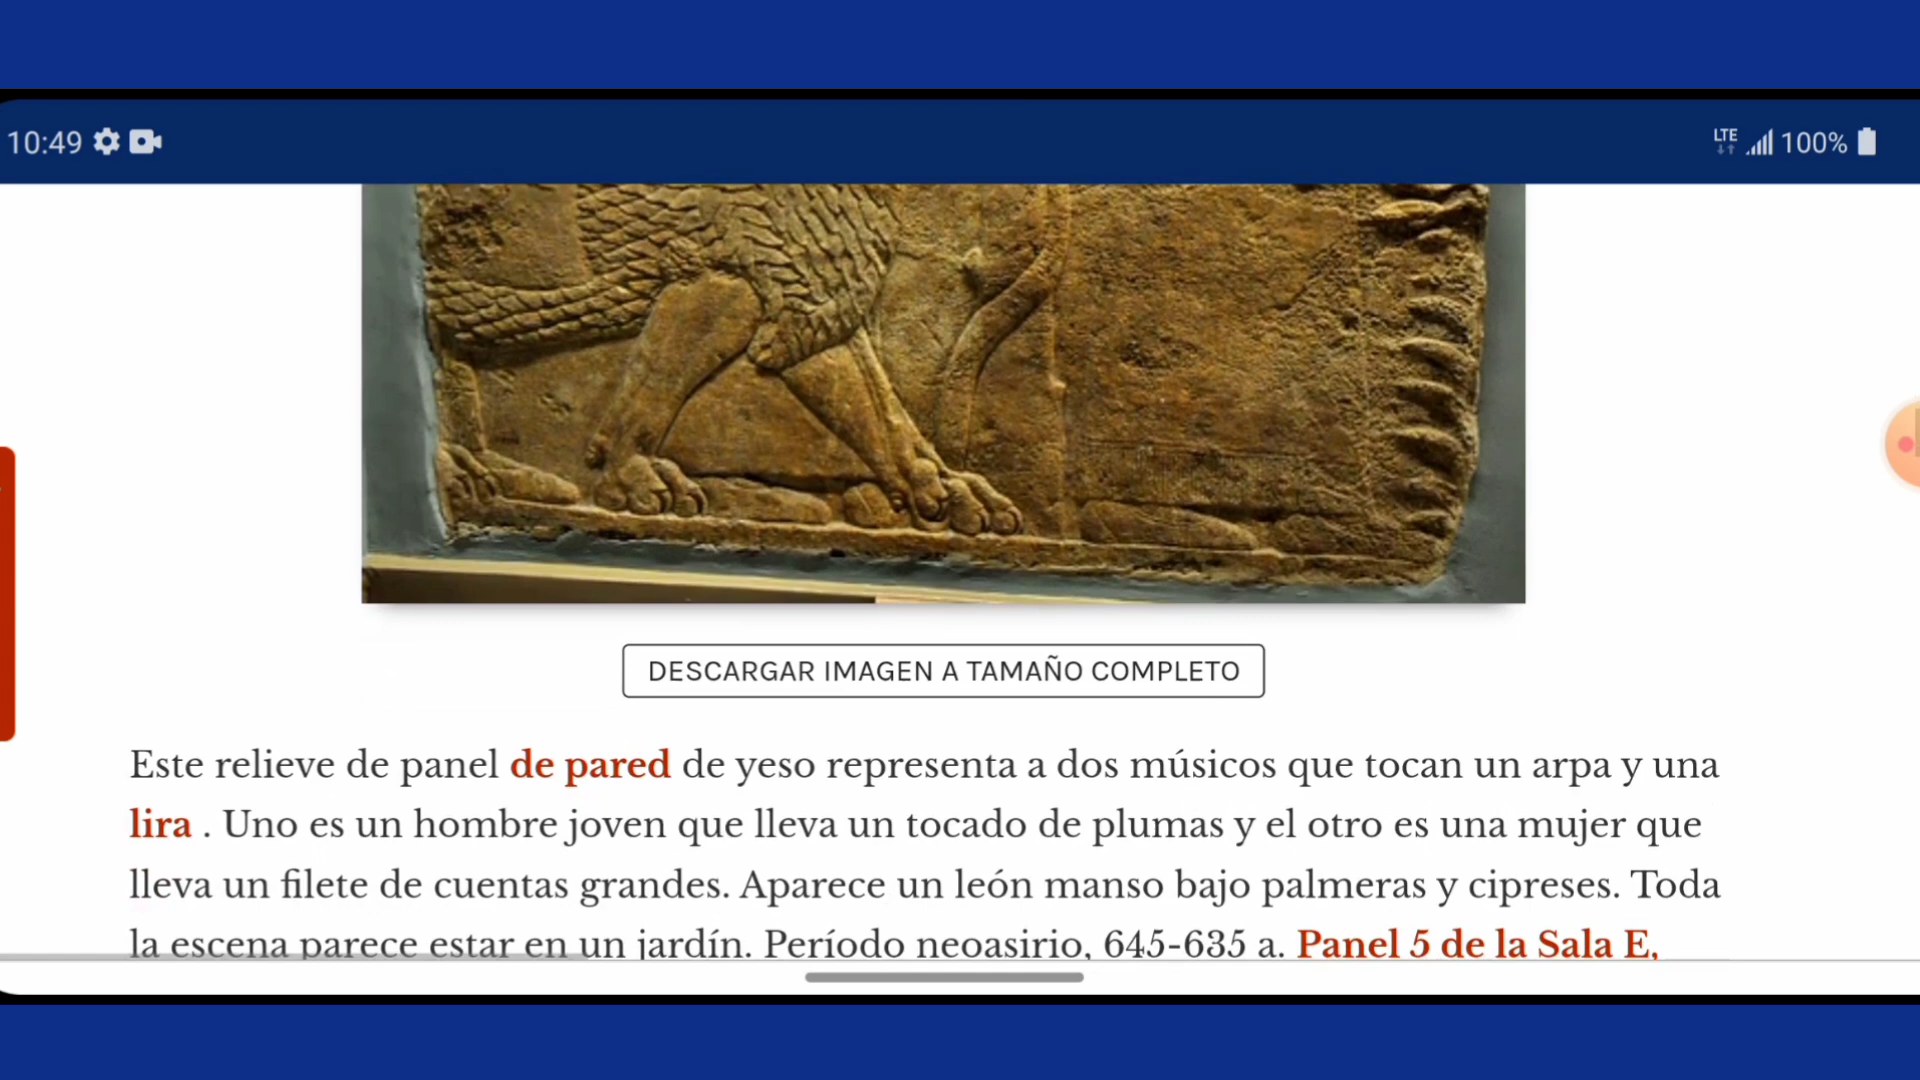 10:49
LTE 100%
DESCARGAR IMAGEN A TAMAÑO COMPLETO
Este relieve de panel de pared de yeso representa a dos músicos que tocan un arpa y una
lira . Uno es un hombre joven que lleva un tocado de plumas y el otro es una mujer que
lleva un filete de cuentas grandes. Aparece un león manso bajo palmeras y cipreses. Toda
la escena parece estar en un jardín. Período neoasirio, 645-635 a. Panel 5 de la Sala E,